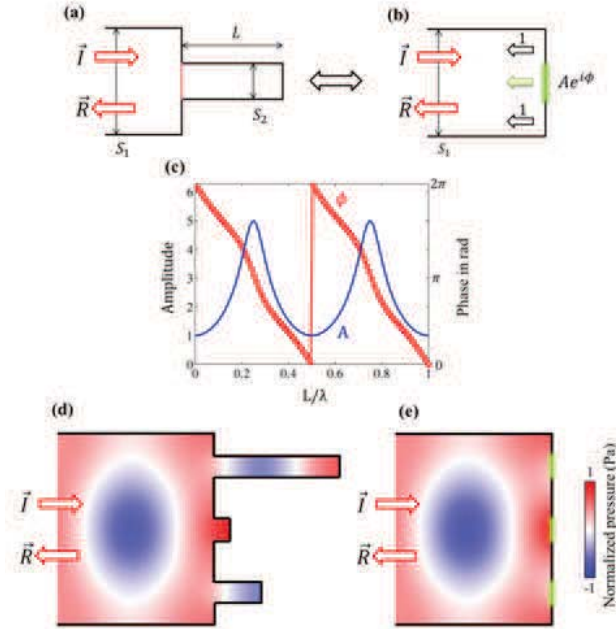 (a)
L
I
R
S₁
S₂
(b)
I
R
S₁
1
1
Ae^{iϕ}
(c)
Amplitude
6
5
4
3
2
1
0
ϕ
A
2π
π
0
Phase in rad
0
0.2
0.4
0.6
0.8
1
L/λ
(d)
I
R
(e)
I
R
1
-1
Normalized pressure (Pa)